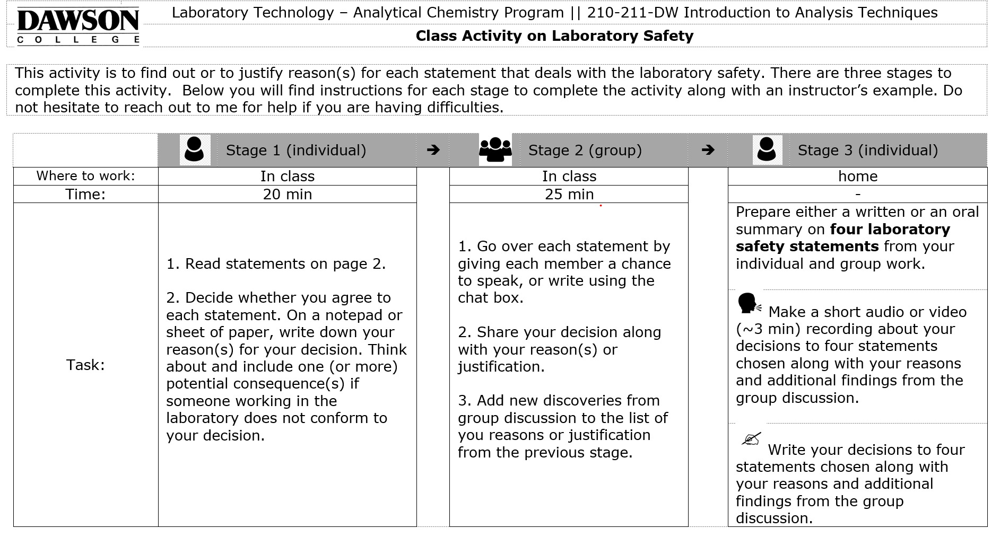 DAWSON
COLLEGE
Laboratory Technology – Analytical Chemistry Program || 210-211-DW Introduction to Analysis Techniques
Class Activity on Laboratory Safety
This activity is to find out or to justify reason(s) for each statement that deals with the laboratory safety. There are three stages to
complete this activity.  Below you will find instructions for each stage to complete the activity along with an instructor’s example. Do
not hesitate to reach out to me for help if you are having difficulties.
Stage 1 (individual) ➔ Stage 2 (group) ➔ Stage 3 (individual)
Where to work: In class In class home
Time: 20 min 25 min -
Task:
1. Read statements on page 2.
2. Decide whether you agree to
each statement. On a notepad or
sheet of paper, write down your
reason(s) for your decision. Think
about and include one (or more)
potential consequence(s) if
someone working in the
laboratory does not conform to
your decision.
1. Go over each statement by
giving each member a chance
to speak, or write using the
chat box.
2. Share your decision along
with your reason(s) or
justification.
3. Add new discoveries from
group discussion to the list of
you reasons or justification
from the previous stage.
Prepare either a written or an oral
summary on four laboratory
safety statements from your
individual and group work.
Make a short audio or video
(~3 min) recording about your
decisions to four statements
chosen along with your reasons
and additional findings from the
group discussion.
Write your decisions to four
statements chosen along with
your reasons and additional
findings from the group
discussion.